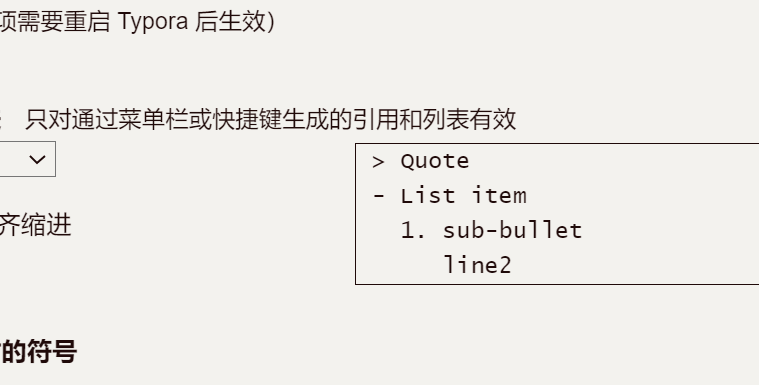 项需要重启 Typora 后生效）
只对通过菜单栏或快捷键生成的引用和列表有效
> Quote
- List item
齐缩进
1. sub-bullet
line2
的符号